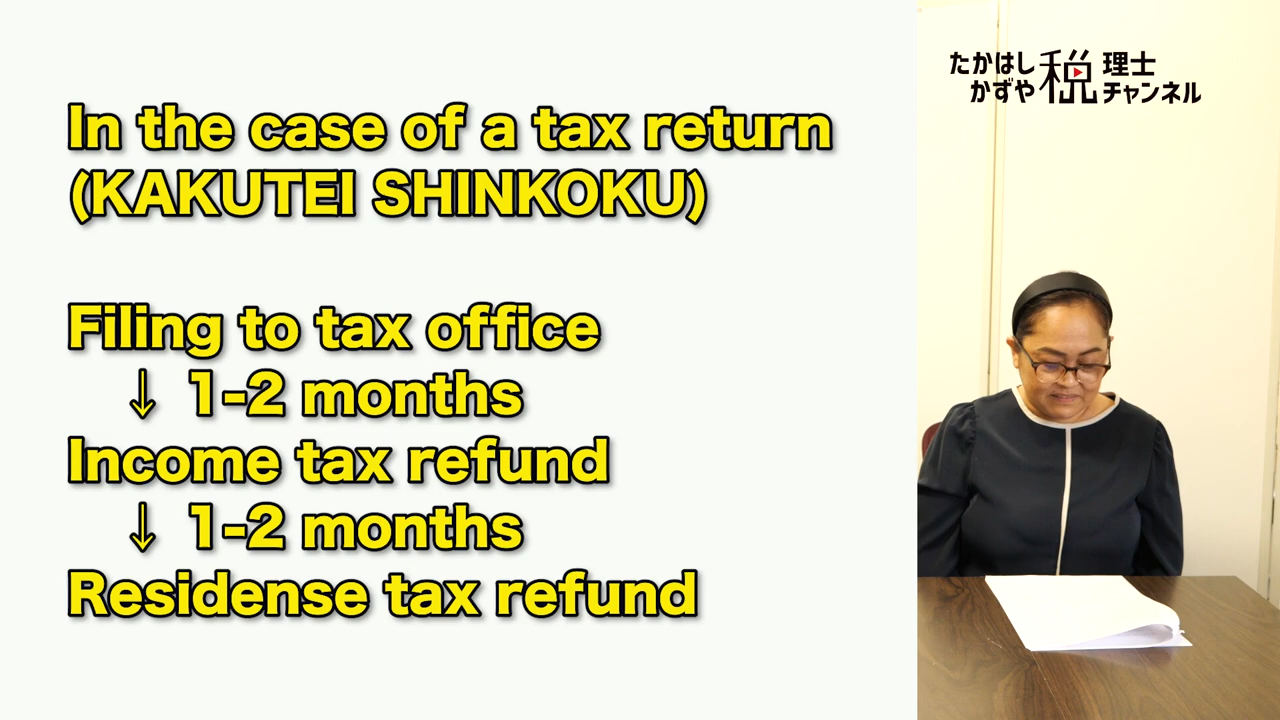 In the case of a tax return
(KAKUTEI SHINKOKU)
Filing to tax office
↓ 1-2 months
Income tax refund
↓ 1-2 months
Residense tax refund
たかはし
かずや
税
理士
チャンネル